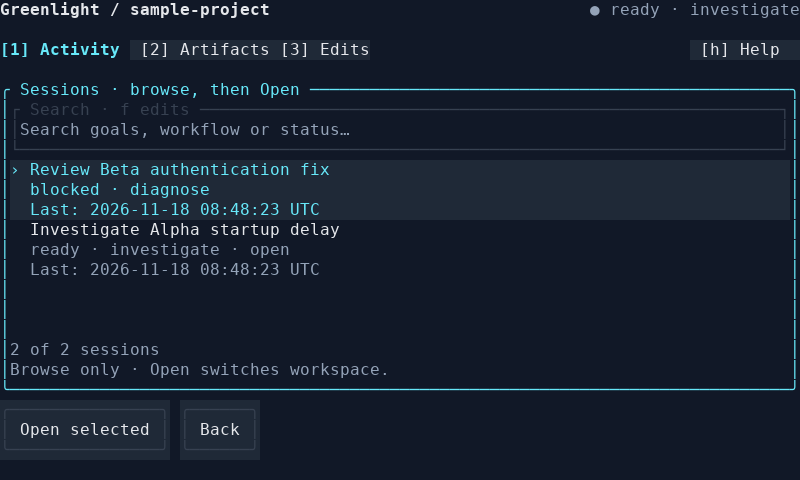 Greenlight / sample-project ● ready · investigate
[1] Activity [2] Artifacts [3] Edits [h] Help
Sessions · browse, then Open
Search · f edits
Search goals, workflow or status…
› Review Beta authentication fix
blocked · diagnose
Last: 2026-11-18 08:48:23 UTC
Investigate Alpha startup delay
ready · investigate · open
Last: 2026-11-18 08:48:23 UTC
2 of 2 sessions
Browse only · Open switches workspace.
Open selected Back